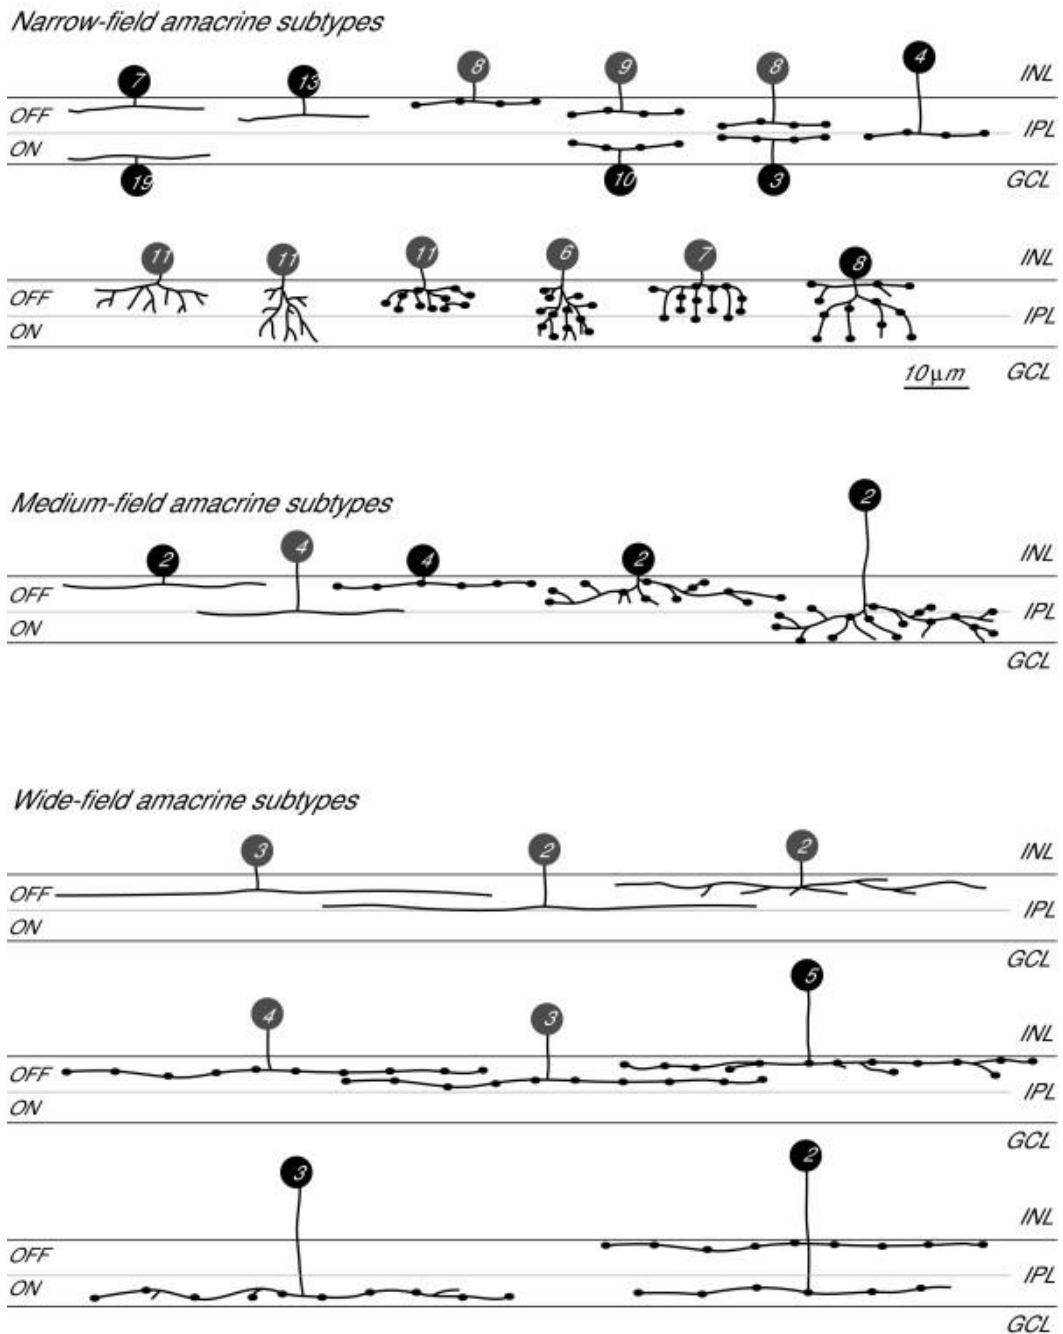 Narrow-field amacrine subtypes
7 13 8 9 8 4 INL
OFF
IPL
ON
19 10 3 GCL
11 11 11 6 7 8 INL
OFF
IPL
ON
10 µm GCL
Medium-field amacrine subtypes
2
2 4 4 2 INL
OFF
IPL
ON
GCL
Wide-field amacrine subtypes
3 2 2 INL
OFF
IPL
ON
GCL
5
4 3 INL
OFF
IPL
ON
GCL
3 2
INL
OFF
IPL
ON
GCL